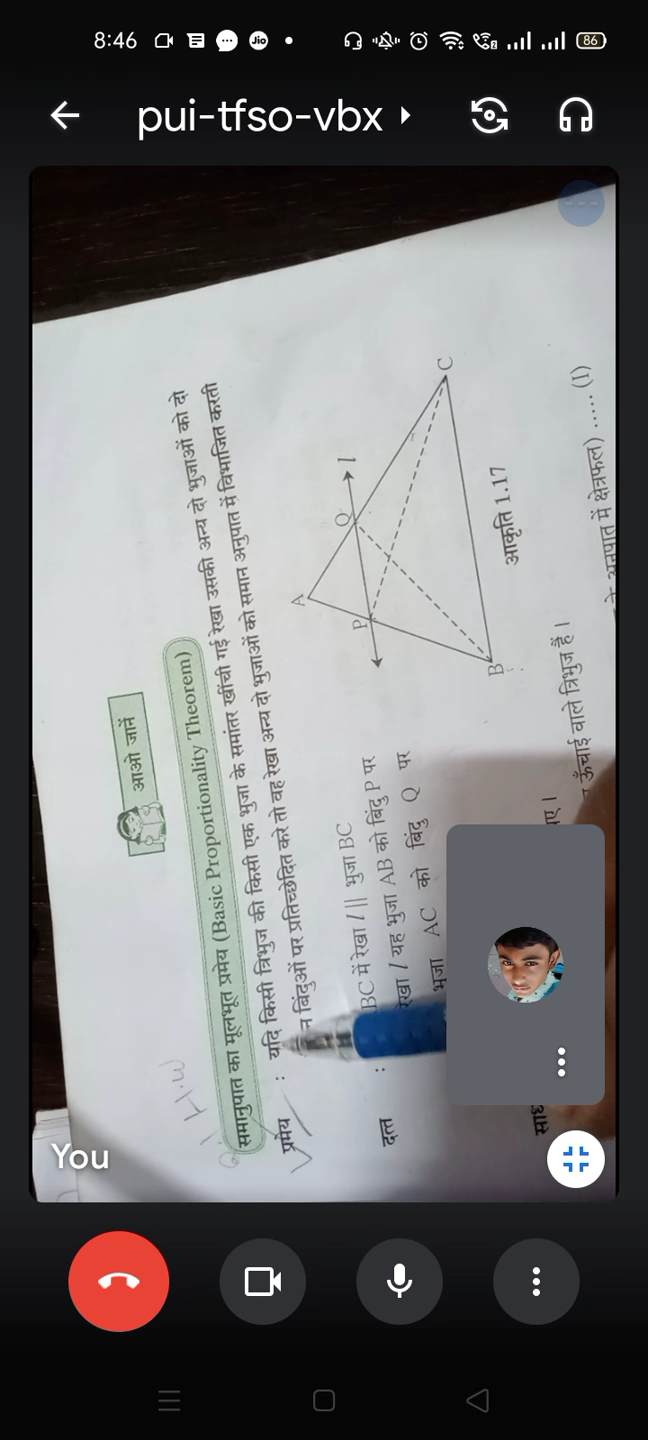 8:46
Jio
86
pui-tfso-vbx
आओ जानें
समानुपात का मूलभूत प्रमेय (Basic Proportionality Theorem)
प्रमेय : यदि किसी त्रिभुज की किसी एक भुजा के समांतर खींची गई रेखा उसकी अन्य दो भुजाओं को दो
न बिंदुओं पर प्रतिच्छेदित करे तो वह रेखा अन्य दो भुजाओं को समान अनुपात में विभाजित करती
दत्त :
BC में रेखा l || भुजा BC
रेखा l यह भुजा AB को बिंदु P पर
भुजा AC को बिंदु Q पर
A
P
Q
l
B
C
आकृति 1.17
ऊँचाई वाले त्रिभुज हैं ।
अनुपात में क्षेत्रफल) ..... (I)
H.W
You